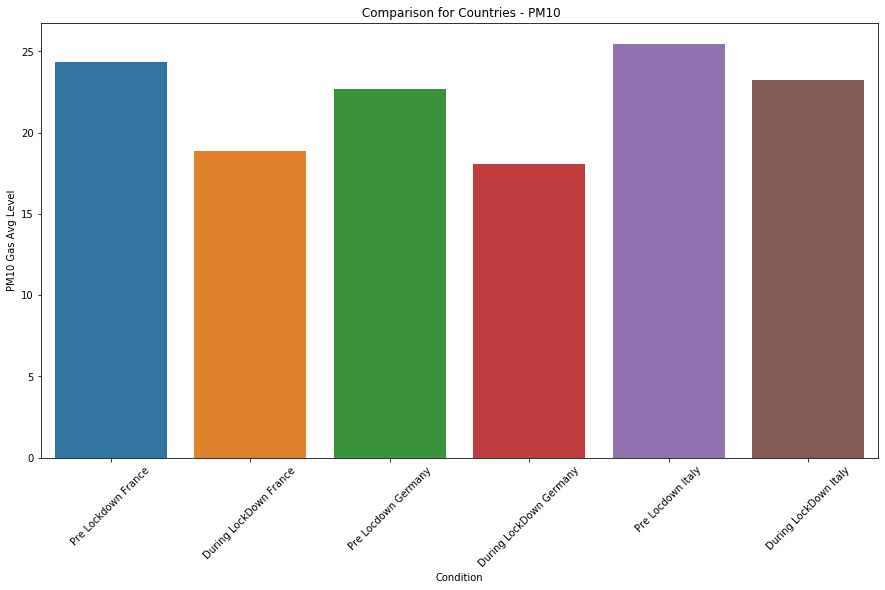 Comparison for Countries - PM10
PM10 Gas Avg Level
25
20
15
10
5
0
Pre Lockdown France
During LockDown France
Pre Locdown Germany
During LockDown Germany
Pre Locdown Italy
During LockDown Italy
Condition